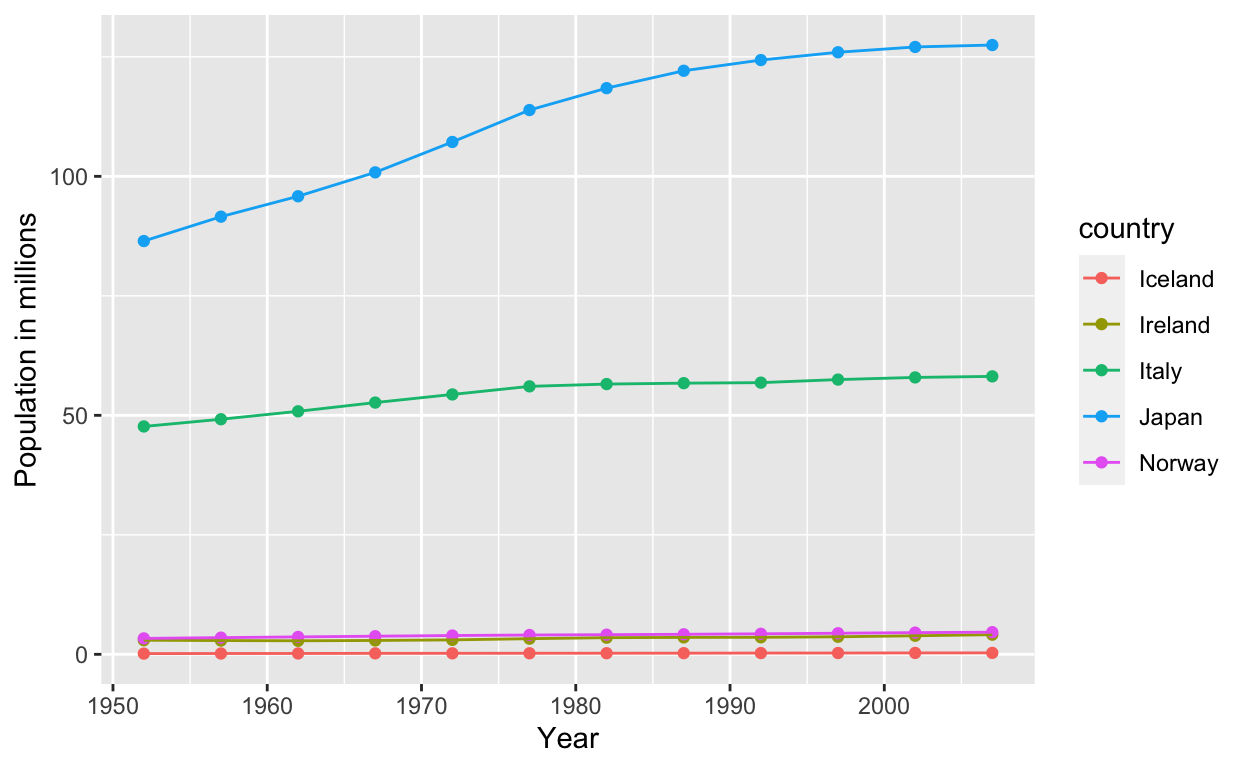 100
50
0
Population in millions
1950 1960 1970 1980 1990 2000
Year
country
Iceland
Ireland
Italy
Japan
Norway